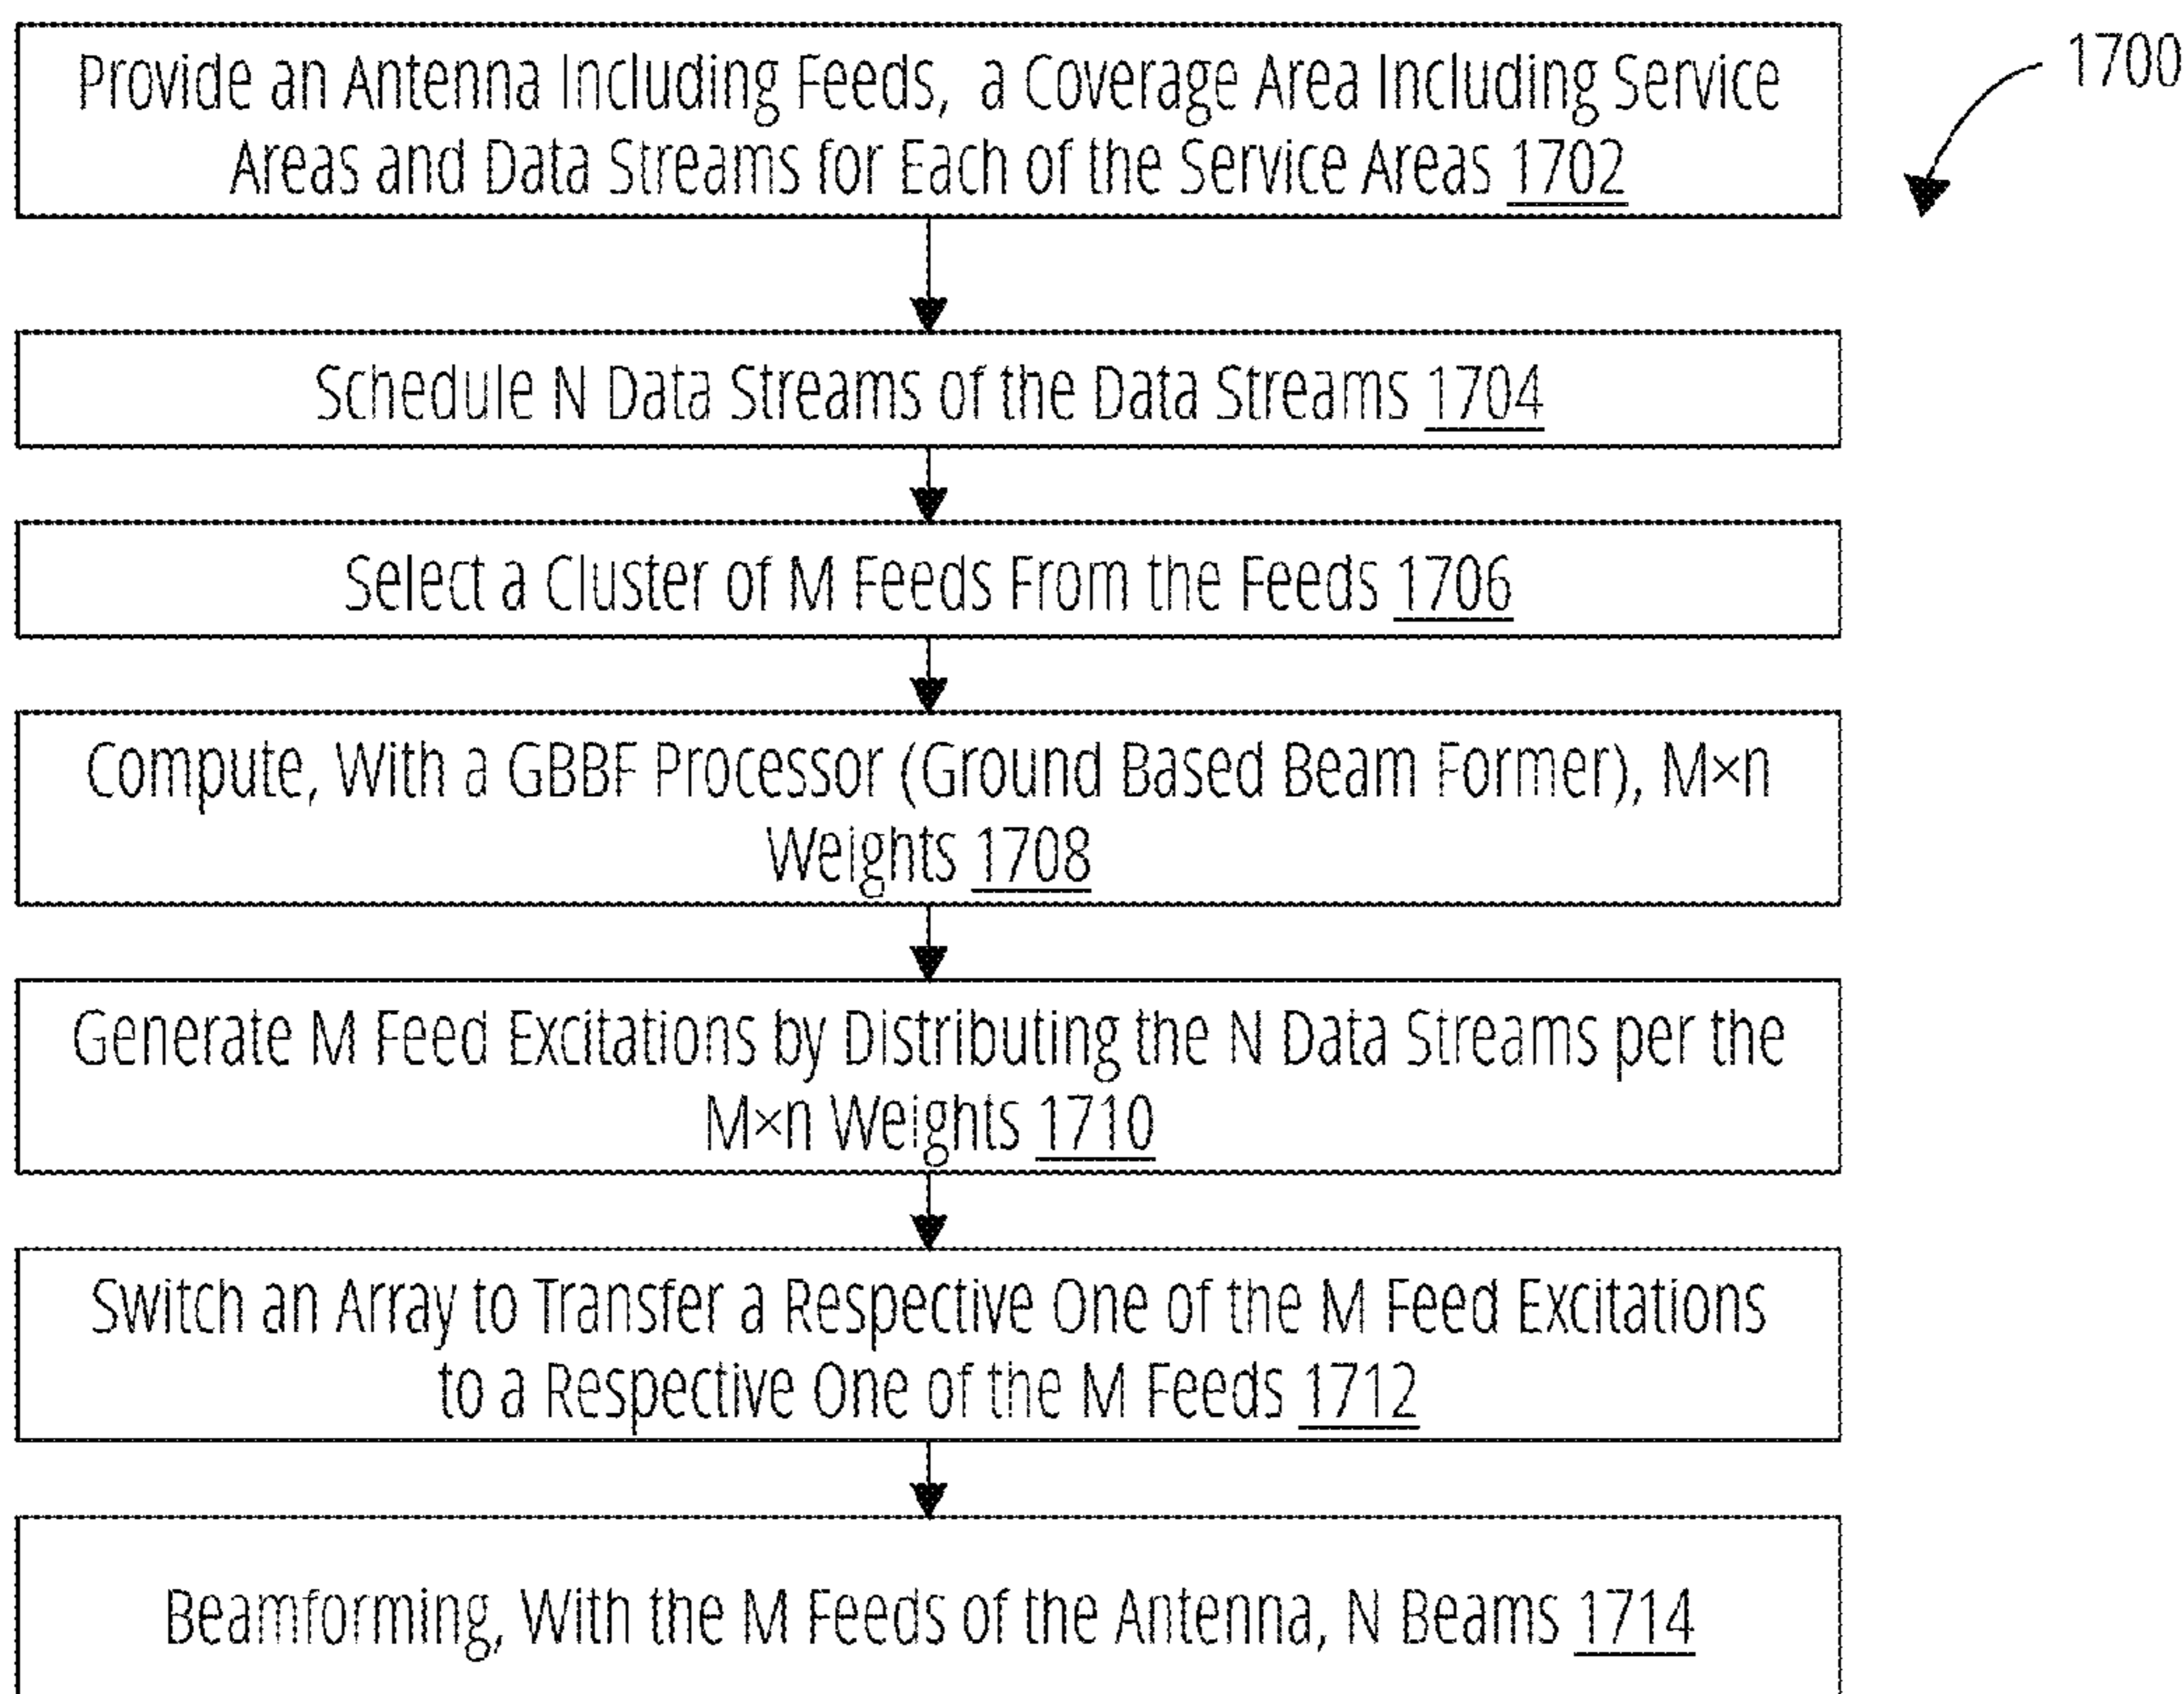 Provide an Antenna Including Feeds, a Coverage Area Including Service
Areas and Data Streams for Each of the Service Areas 1702
1700
Schedule N Data Streams of the Data Streams 1704
Select a Cluster of M Feeds From the Feeds 1706
Compute, With a GBBF Processor (Ground Based Beam Former), M×n
Weights 1708
Generate M Feed Excitations by Distributing the N Data Streams per the
M×n Weights 1710
Switch an Array to Transfer a Respective One of the M Feed Excitations
to a Respective One of the M Feeds 1712
Beamforming, With the M Feeds of the Antenna, N Beams 1714